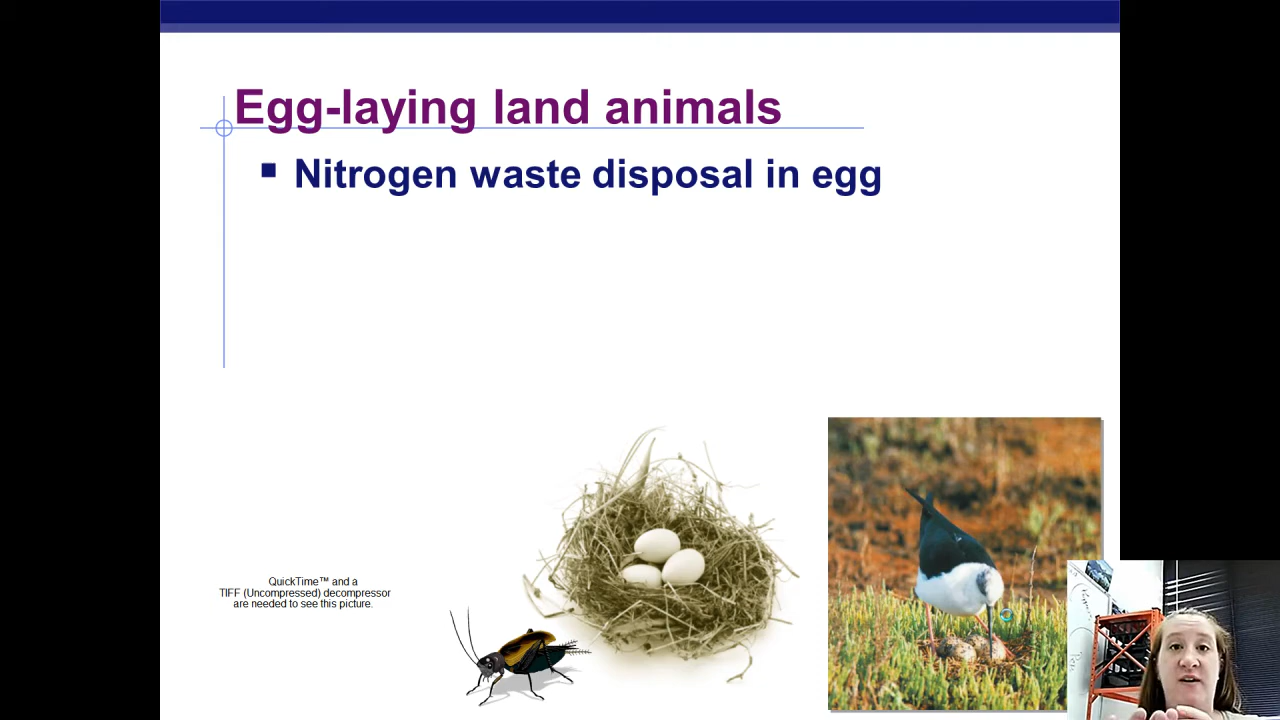 Egg-laying land animals
Nitrogen waste disposal in egg
QuickTime™ and a
TIFF (Uncompressed) decompressor
are needed to see this picture.